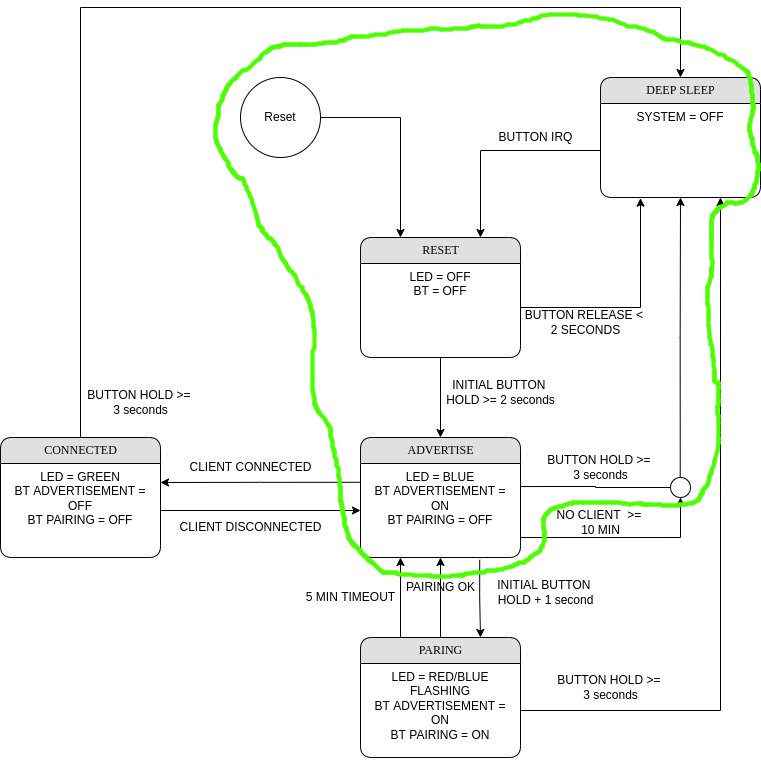 DEEP SLEEP
SYSTEM = OFF
Reset
BUTTON IRQ
RESET
LED = OFF
BT = OFF
BUTTON RELEASE <
2 SECONDS
INITIAL BUTTON
HOLD >= 2 seconds
BUTTON HOLD >=
3 seconds
CONNECTED
LED = GREEN
BT ADVERTISEMENT =
OFF
BT PAIRING = OFF
CLIENT CONNECTED
CLIENT DISCONNECTED
ADVERTISE
LED = BLUE
BT ADVERTISEMENT =
ON
BT PAIRING = OFF
BUTTON HOLD >=
3 seconds
NO CLIENT >=
10 MIN
5 MIN TIMEOUT
PAIRING OK
INITIAL BUTTON
HOLD + 1 second
PARING
LED = RED/BLUE
FLASHING
BT ADVERTISEMENT =
ON
BT PAIRING = ON
BUTTON HOLD >=
3 seconds